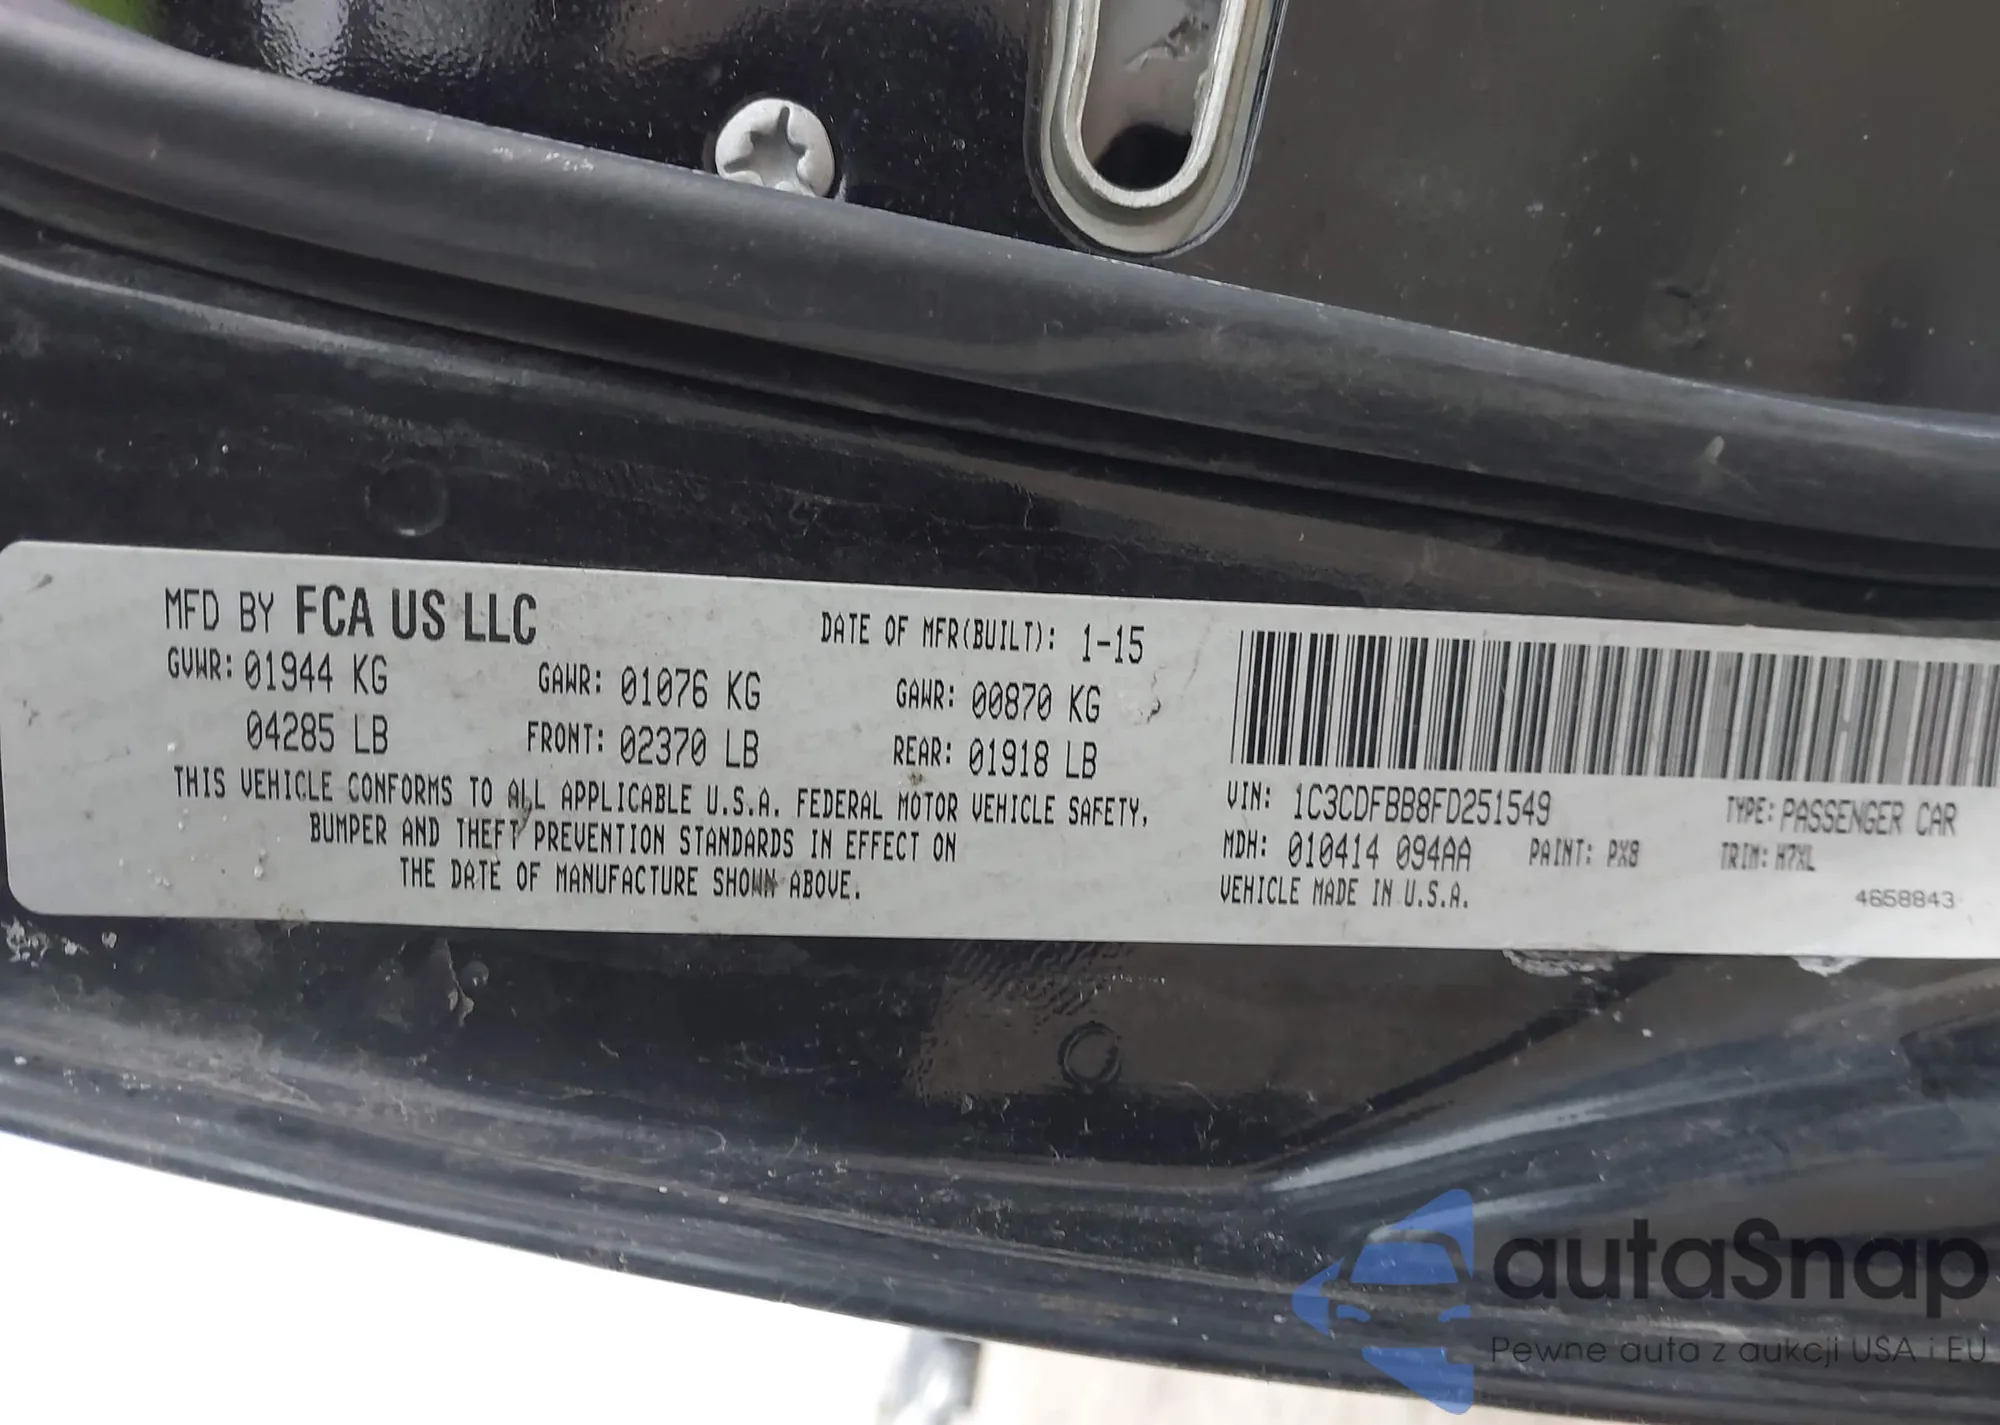 MFD BY FCA US LLC DATE OF MFR(BUILT): 1-15
GVWR: 01944 KG GAWR: 01076 KG GAWR: 00870 KG
04285 LB FRONT: 02370 LB REAR: 01918 LB
THIS VEHICLE CONFORMS TO ALL APPLICABLE U.S.A. FEDERAL MOTOR VEHICLE SAFETY,
BUMPER AND THEFT PREVENTION STANDARDS IN EFFECT ON
THE DATE OF MANUFACTURE SHOWN ABOVE.
VIN: 1C3CDFBB8FD251549 TYPE: PASSENGER CAR
MDH: 010414 094AA PAINT: PX8 TRIM: H7XL
VEHICLE MADE IN U.S.A.
4658843
autaSnap
Pewne auta z aukcji USA i EU